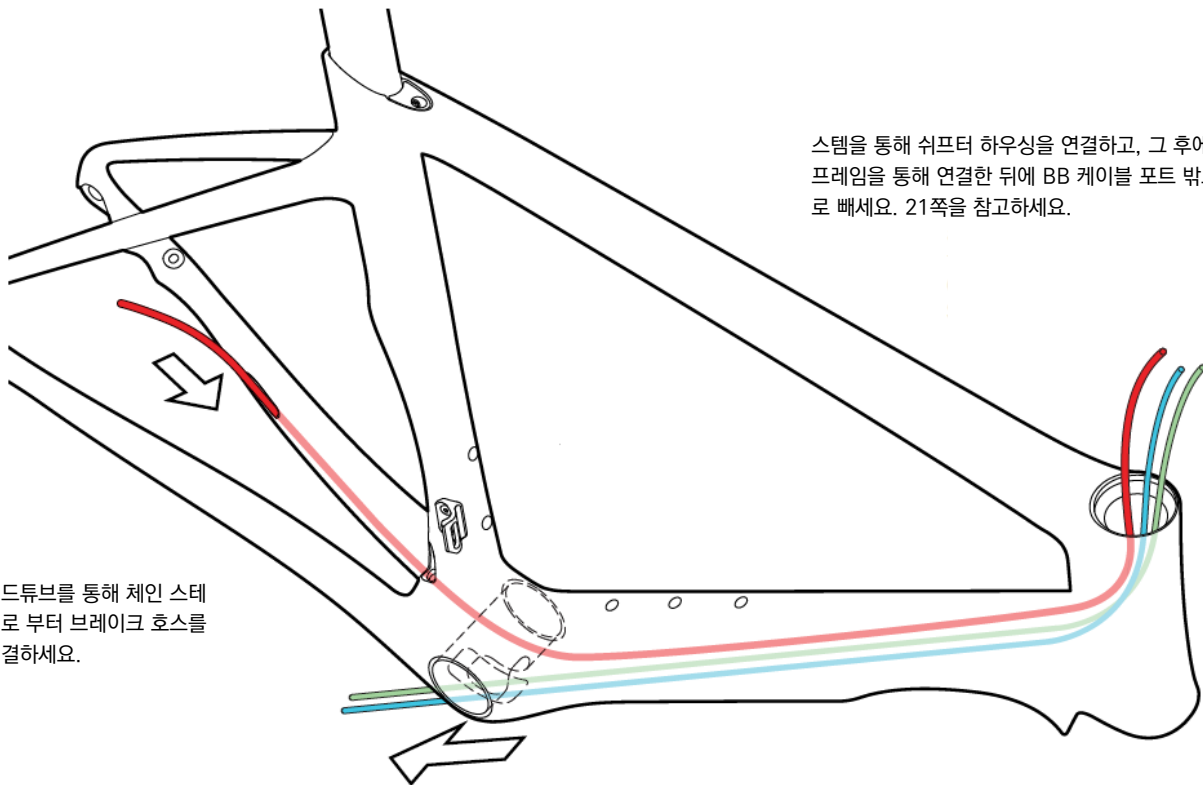 스템을 통해 쉬프터 하우싱을 연결하고, 그 후에
프레임을 통해 연결한 뒤에 BB 케이블 포트 밖
로 빼세요. 21쪽을 참고하세요.
드튜브를 통해 체인 스테
로 부터 브레이크 호스를
결하세요.